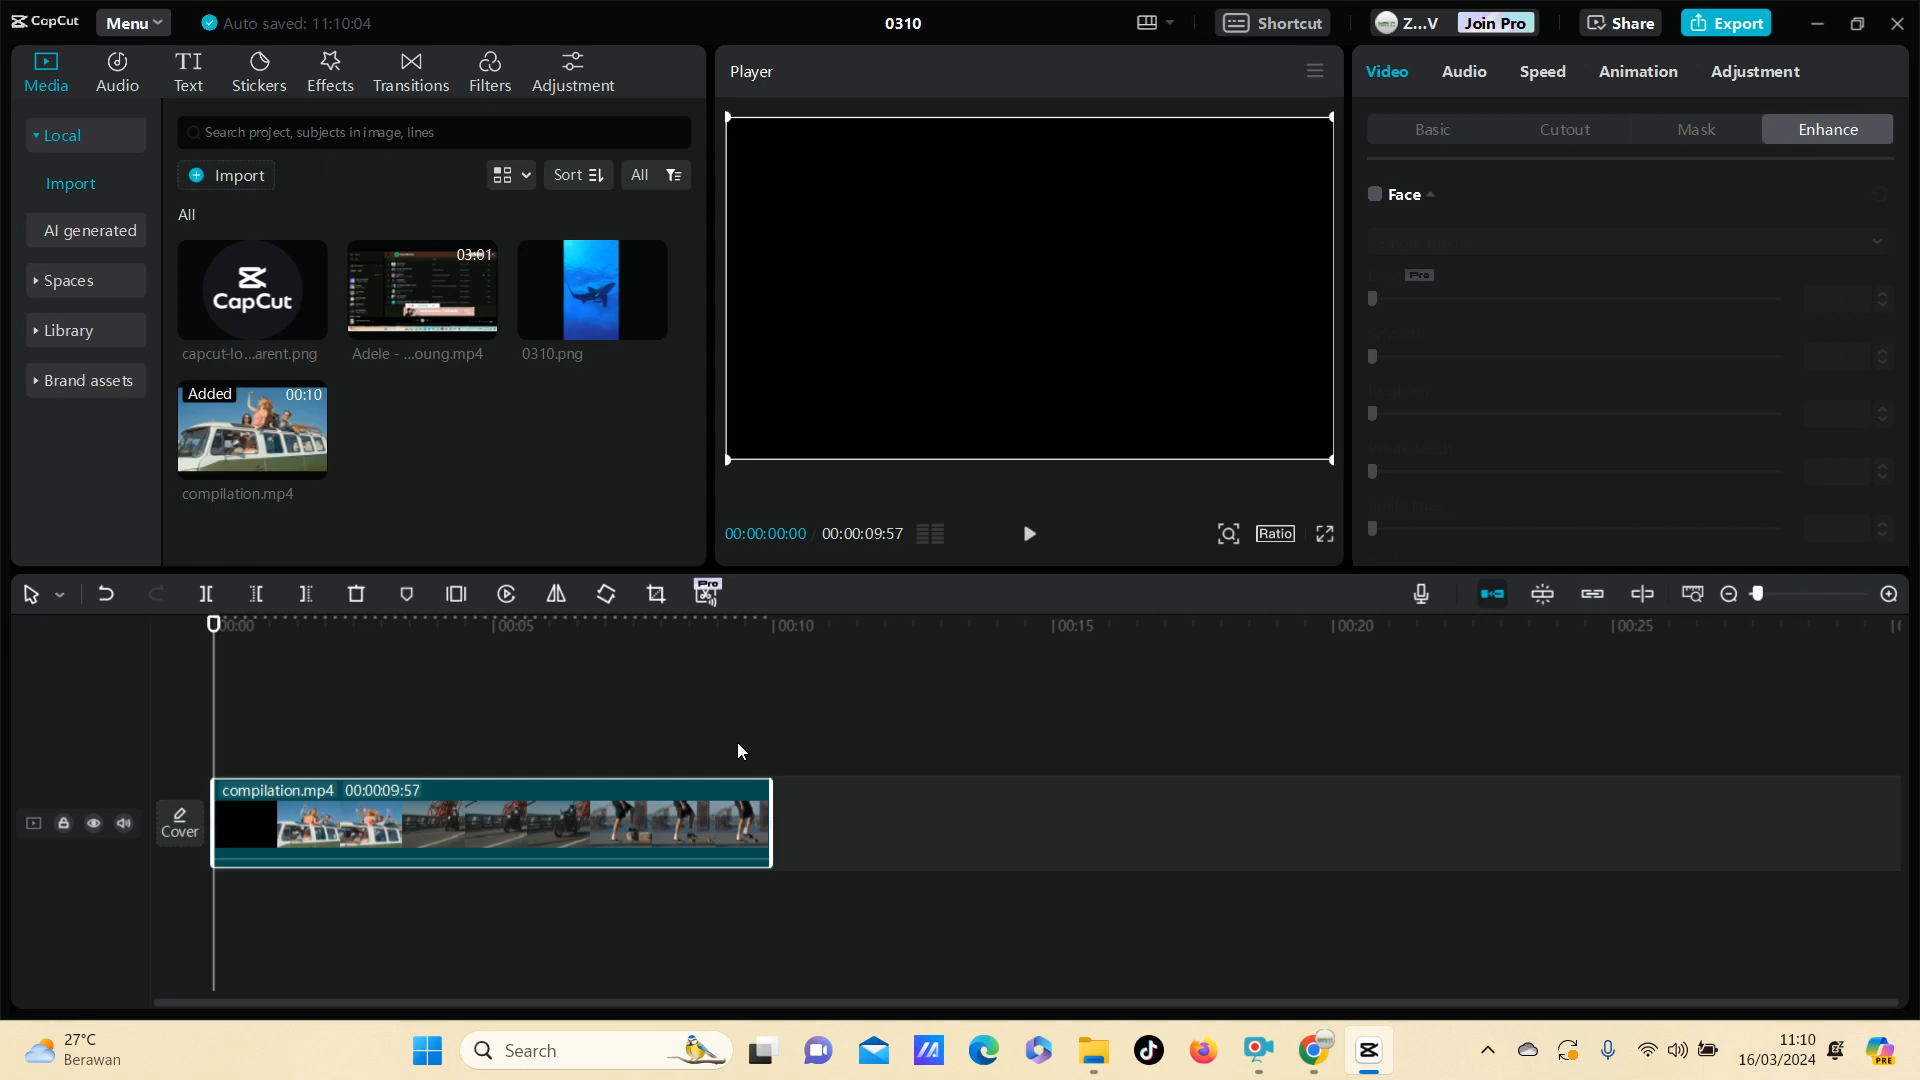 CapCut
Menu
Auto saved: 11:10:04
0310
Shortcut
Z...V
Join Pro
Share
Export
Media
Audio
Text
Stickers
Effects
Transitions
Filters
Adjustment
Local
Import
AI generated
Spaces
Library
Brand assets
Search project, subjects in image, lines
Import
Sort
All
All
CapCut
capcut-lo...arent.png
03:01
Adele - ...oung.mp4
0310.png
Added
00:10
compilation.mp4
Player
00:00:00:00 / 00:00:09:57
Ratio
Video
Audio
Speed
Animation
Adjustment
Basic
Cutout
Mask
Enhance
Face
Pro
Pro
00:00
00:05
00:10
00:15
00:20
00:25
Cover
compilation.mp4 00:00:09:57
27°C
Berawan
Search
11:10
16/03/2024
PRE